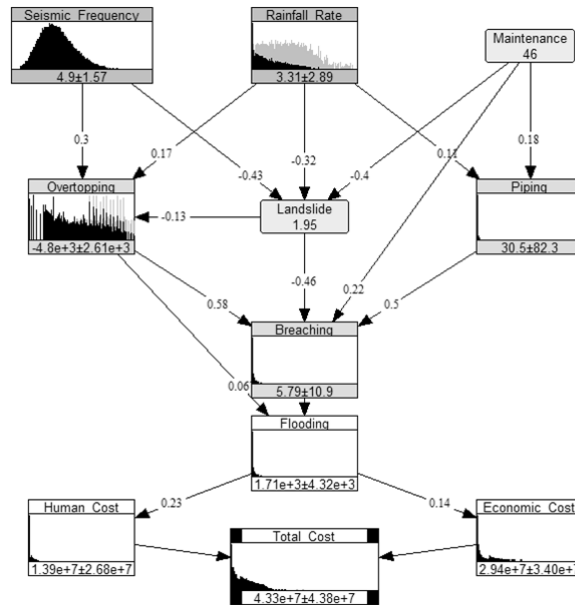 Seismic Frequency
4.9±1.57
Rainfall Rate
3.31±2.89
Maintenance
46
0.3
0.17
-0.43
-0.32
-0.4
0.11
0.18
Overtopping
-4.8e+3±2.61e+3
-0.13
Landslide
1.95
Piping
30.5±82.3
0.58
-0.46
0.22
0.5
Breaching
5.79±10.9
0.06
Flooding
1.71e+3±4.32e+3
0.23
0.14
Human Cost
1.39e+7±2.68e+7
Total Cost
4.33e+7±4.38e+7
Economic Cost
2.94e+7±3.40e+7